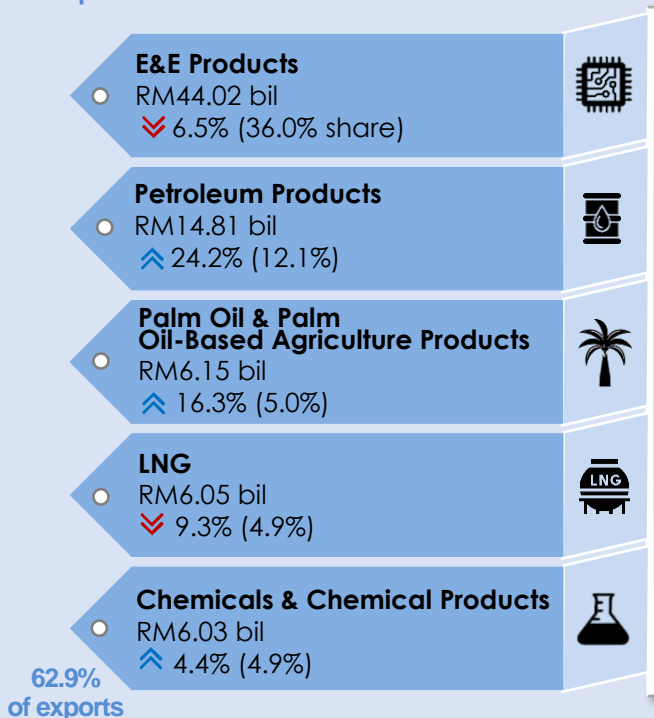 E&E Products
RM44.02 bil
6.5% (36.0% share)
Petroleum Products
RM14.81 bil
24.2% (12.1%)
Palm Oil & Palm
Oil-Based Agriculture Products
RM6.15 bil
16.3% (5.0%)
LNG
RM6.05 bil
9.3% (4.9%)
LNG
Chemicals & Chemical Products
RM6.03 bil
4.4% (4.9%)
62.9%
of exports